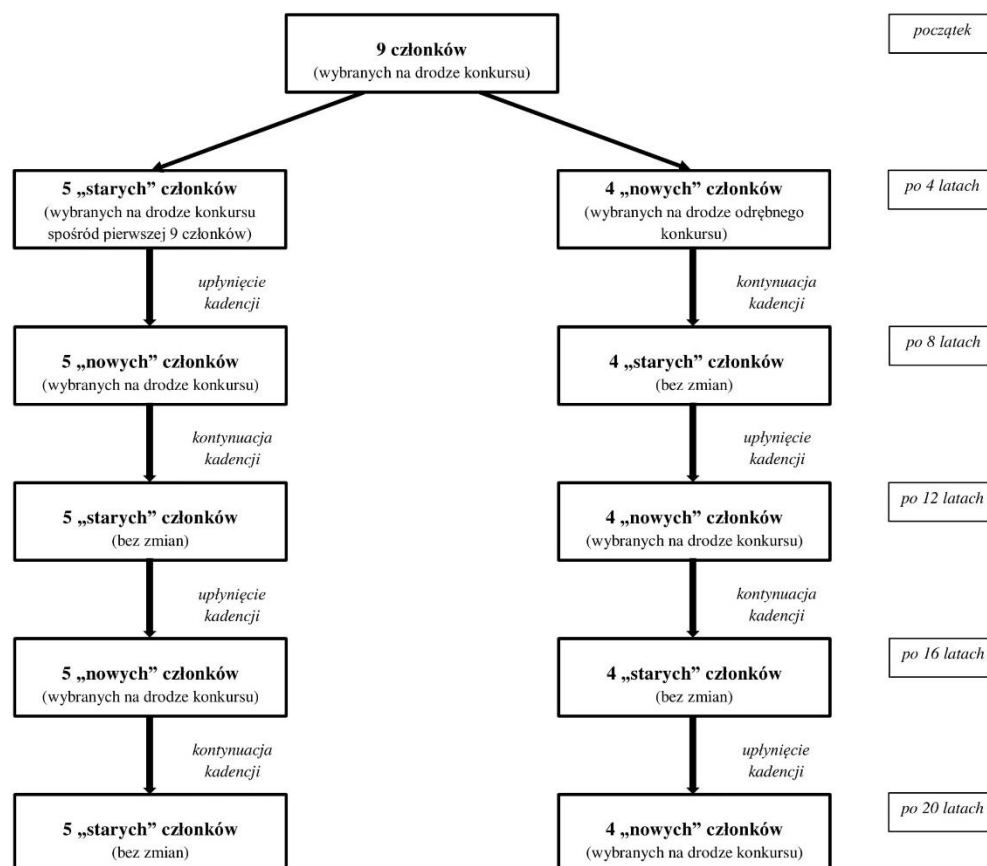 9 członków
(wybranych na drodze konkursu)
początek
5 „starych” członków
(wybranych na drodze konkursu
spośród pierwszej 9 członków)
4 „nowych” członków
(wybranych na drodze odrębnego
konkursu)
po 4 latach
upłynięcie
kadencji
kontynuacja
kadencji
5 „nowych” członków
(wybranych na drodze konkursu)
4 „starych” członków
(bez zmian)
po 8 latach
kontynuacja
kadencji
upłynięcie
kadencji
5 „starych” członków
(bez zmian)
4 „nowych” członków
(wybranych na drodze konkursu)
po 12 latach
upłynięcie
kadencji
kontynuacja
kadencji
5 „nowych” członków
(wybranych na drodze konkursu)
4 „starych” członków
(bez zmian)
po 16 latach
kontynuacja
kadencji
upłynięcie
kadencji
5 „starych” członków
(bez zmian)
4 „nowych” członków
(wybranych na drodze konkursu)
po 20 latach